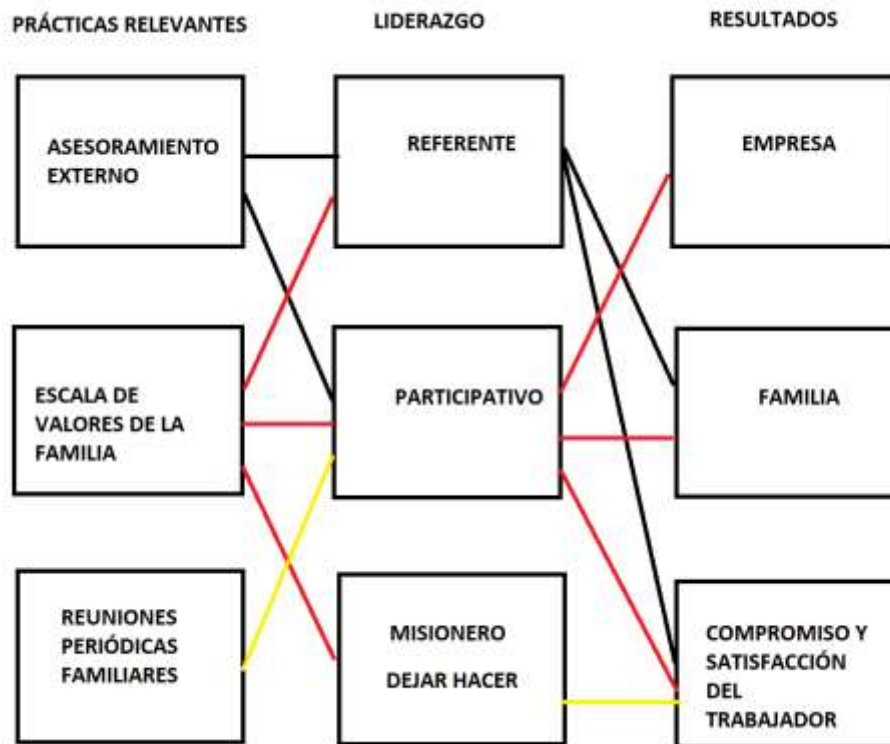 PRÁCTICAS RELEVANTES
LIDERAZGO
RESULTADOS
ASESORAMIENTO
EXTERNO
REFERENTE
EMPRESA
ESCALA DE
VALORES DE LA
FAMILIA
PARTICIPATIVO
FAMILIA
REUNIONES
PERIÓDICAS
FAMILIARES
MISIONERO
DEJAR HACER
COMPROMISO Y
SATISFACCIÓN
DEL
TRABAJADOR